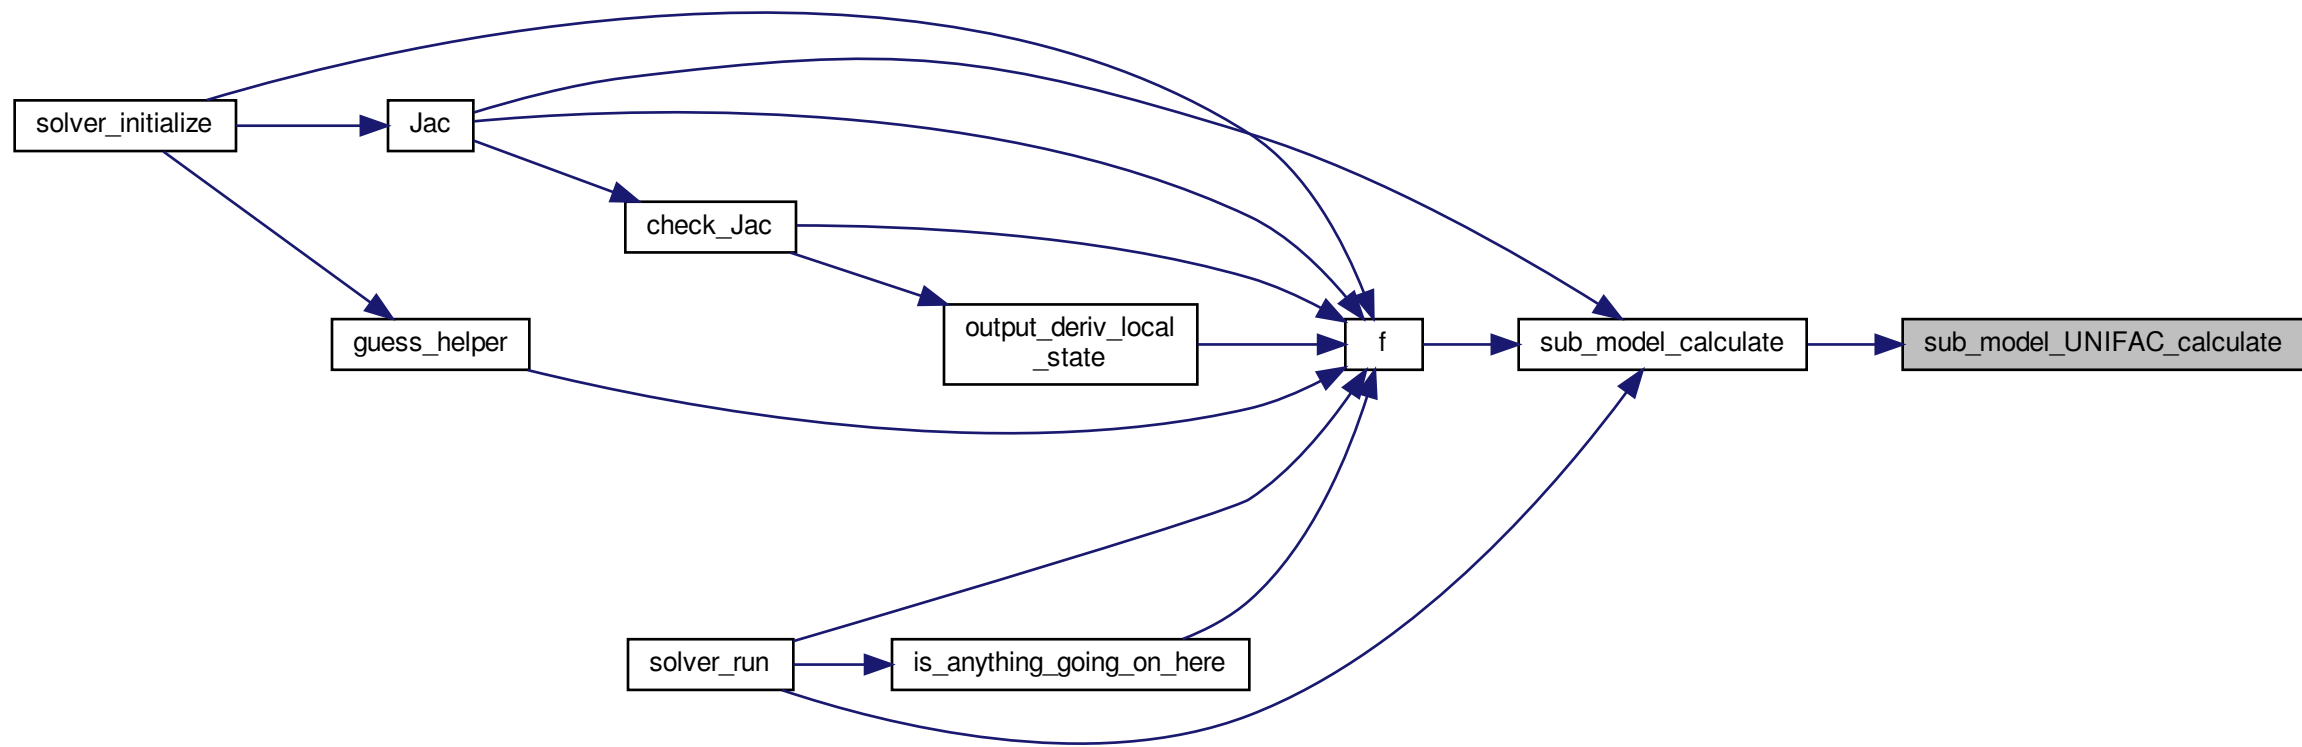 solver_initialize
Jac
check_Jac
guess_helper
output_deriv_local
_state
f
sub_model_calculate
sub_model_UNIFAC_calculate
solver_run
is_anything_going_on_here